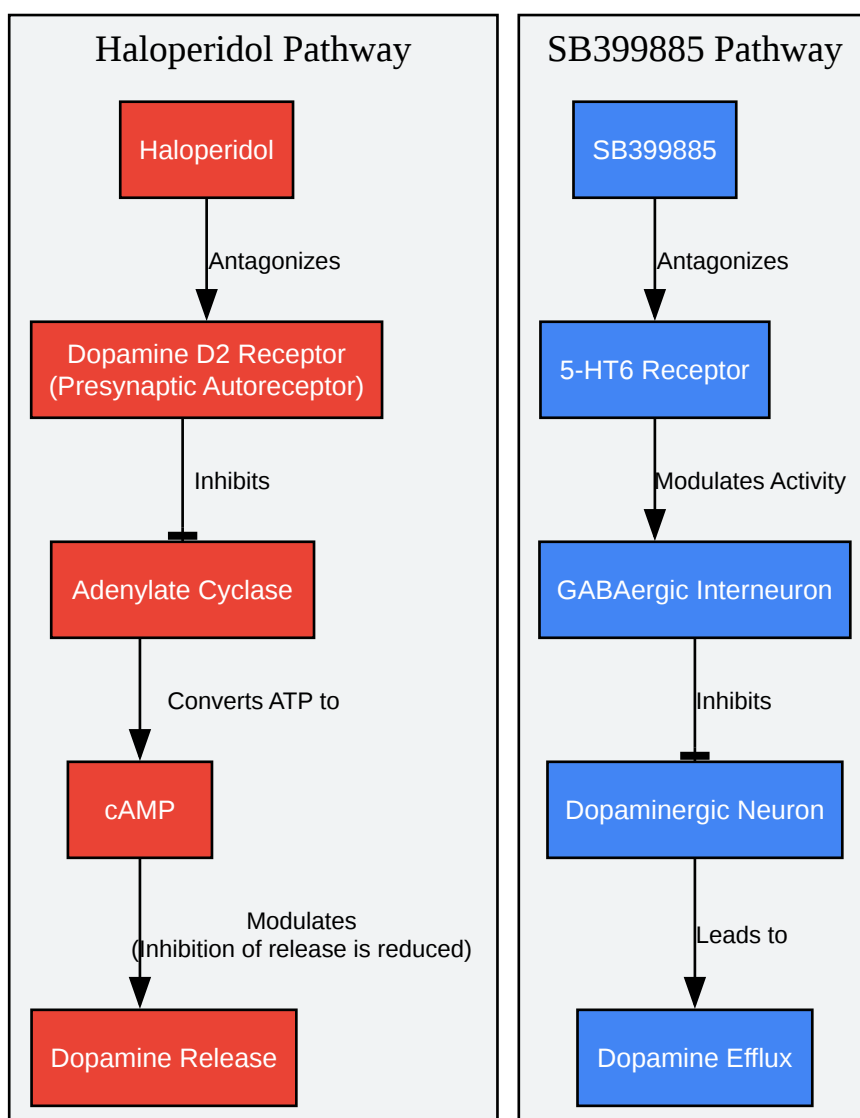 Haloperidol Pathway
Haloperidol
Antagonizes
Dopamine D2 Receptor
(Presynaptic Autoreceptor)
Inhibits
Adenylate Cyclase
Converts ATP to
cAMP
Modulates
(Inhibition of release is reduced)
Dopamine Release
SB399885 Pathway
SB399885
Antagonizes
5-HT6 Receptor
Modulates Activity
GABAergic Interneuron
Inhibits
Dopaminergic Neuron
Leads to
Dopamine Efflux